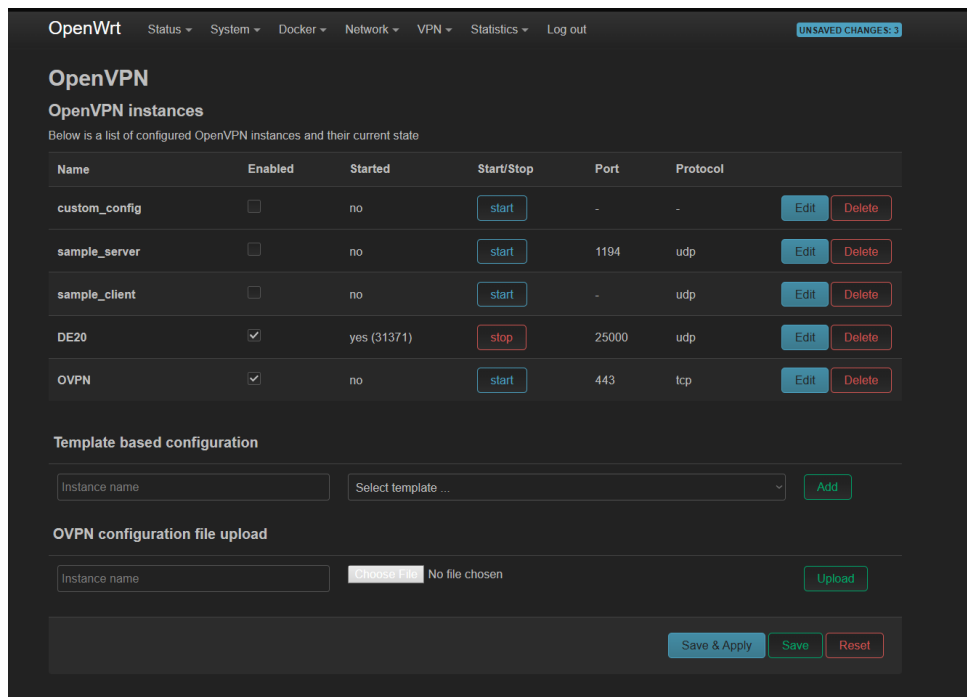 OpenWrt Status System Docker Network VPN Statistics Log out UNSAVED CHANGES: 3
OpenVPN
OpenVPN instances
Below is a list of configured OpenVPN instances and their current state
Name Enabled Started Start/Stop Port Protocol
custom_config no start - - Edit Delete
sample_server no start 1194 udp Edit Delete
sample_client no start - udp Edit Delete
DE20 yes (31371) stop 25000 udp Edit Delete
OVPN no start 443 tcp Edit Delete
Template based configuration
Instance name Select template ... Add
OVPN configuration file upload
Instance name Choose File No file chosen Upload
Save & Apply Save Reset